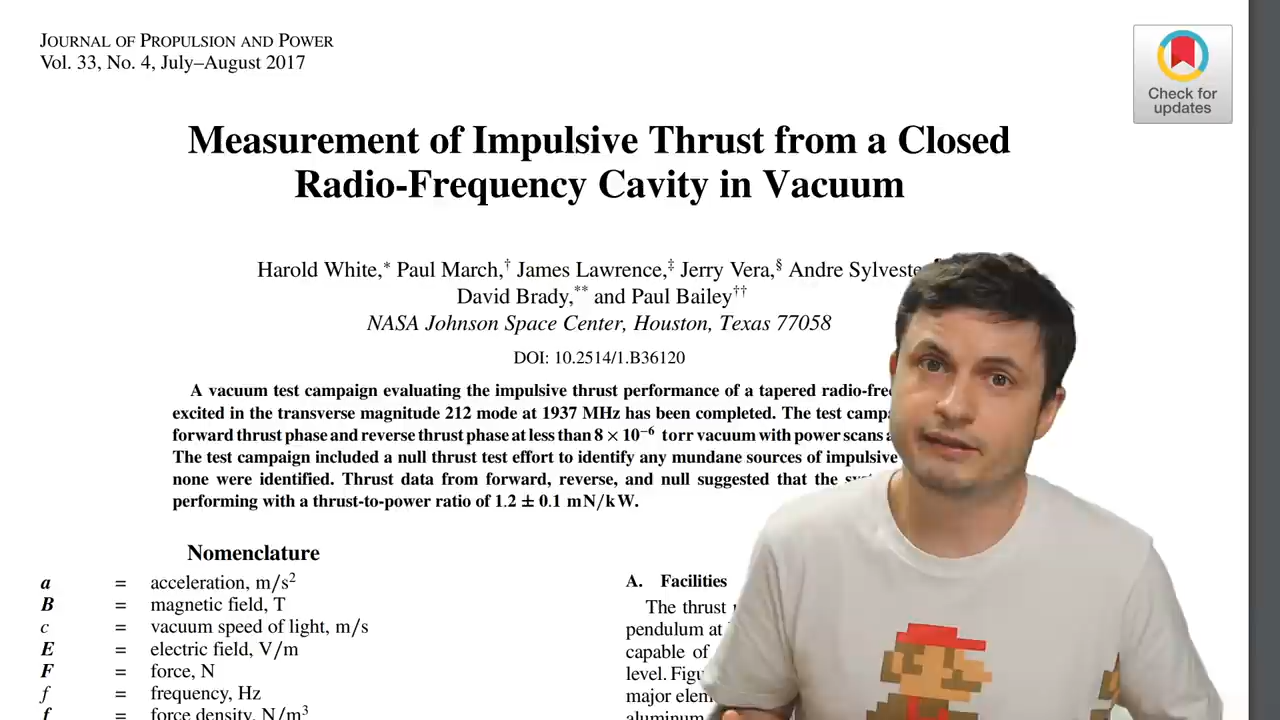 JOURNAL OF PROPULSION AND POWER
Vol. 33, No. 4, July–August 2017
Check for
updates
Measurement of Impulsive Thrust from a Closed
Radio-Frequency Cavity in Vacuum
Harold White,* Paul March,† James Lawrence,‡ Jerry Vera,§ Andre
David Brady,** and Paul Bailey††
NASA Johnson Space Center, Houston, Texas 77058
DOI: 10.2514/1.B36120
A vacuum test campaign evaluating the impulsive thrust performance of a tapered
excited in the transverse magnitude 212 mode at 1937 MHz has been completed. The test
forward thrust phase and reverse thrust phase at less than 8 × 10⁻⁶ torr vacuum with power scans
The test campaign included a null thrust test effort to identify any mundane sources of impulsive
none were identified. Thrust data from forward, reverse, and null suggested that the
performing with a thrust-to-power ratio of 1.2 ± 0.1 mN/kW.
Nomenclature
a = acceleration, m/s²
B = magnetic field, T
c = vacuum speed of light, m/s
E = electric field, V/m
F = force, N
f = frequency, Hz
f = force density, N/m³
A. Facilities
The thrust
pendulum at
capable of
level.
major
aluminum